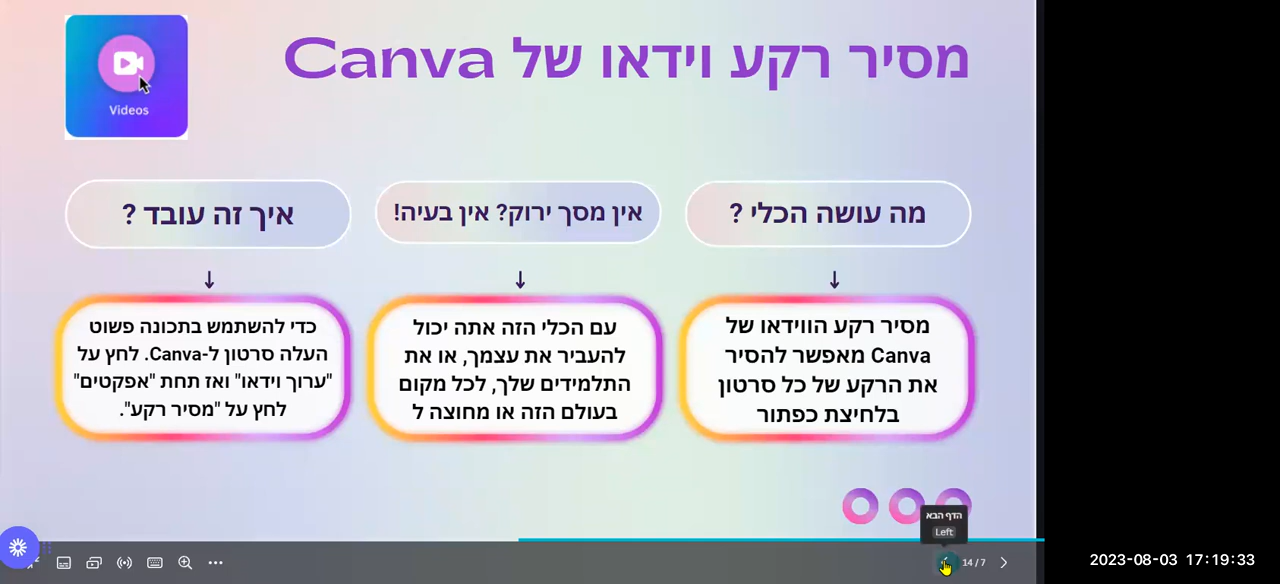 מסיר רקע וידאו של Canva
Videos
מה עושה הכלי ?
אין מסך ירוק? אין בעיה!
איך זה עובד ?
מסיר רקע הווידאו של
Canva מאפשר להסיר
את הרקע של כל סרטון
בלחיצת כפתור
עם הכלי הזה אתה יכול
להעביר את עצמך, או את
התלמידים שלך, לכל מקום
בעולם הזה או מחוצה ל
כדי להשתמש בתכונה פשוט
העלה סרטון ל-Canva. לחץ על
"ערוך וידאו" ואז תחת "אפקטים"
לחץ על "מסיר רקע".
הדף הבא
Left
14 / 7
2023-08-03 17:19:33